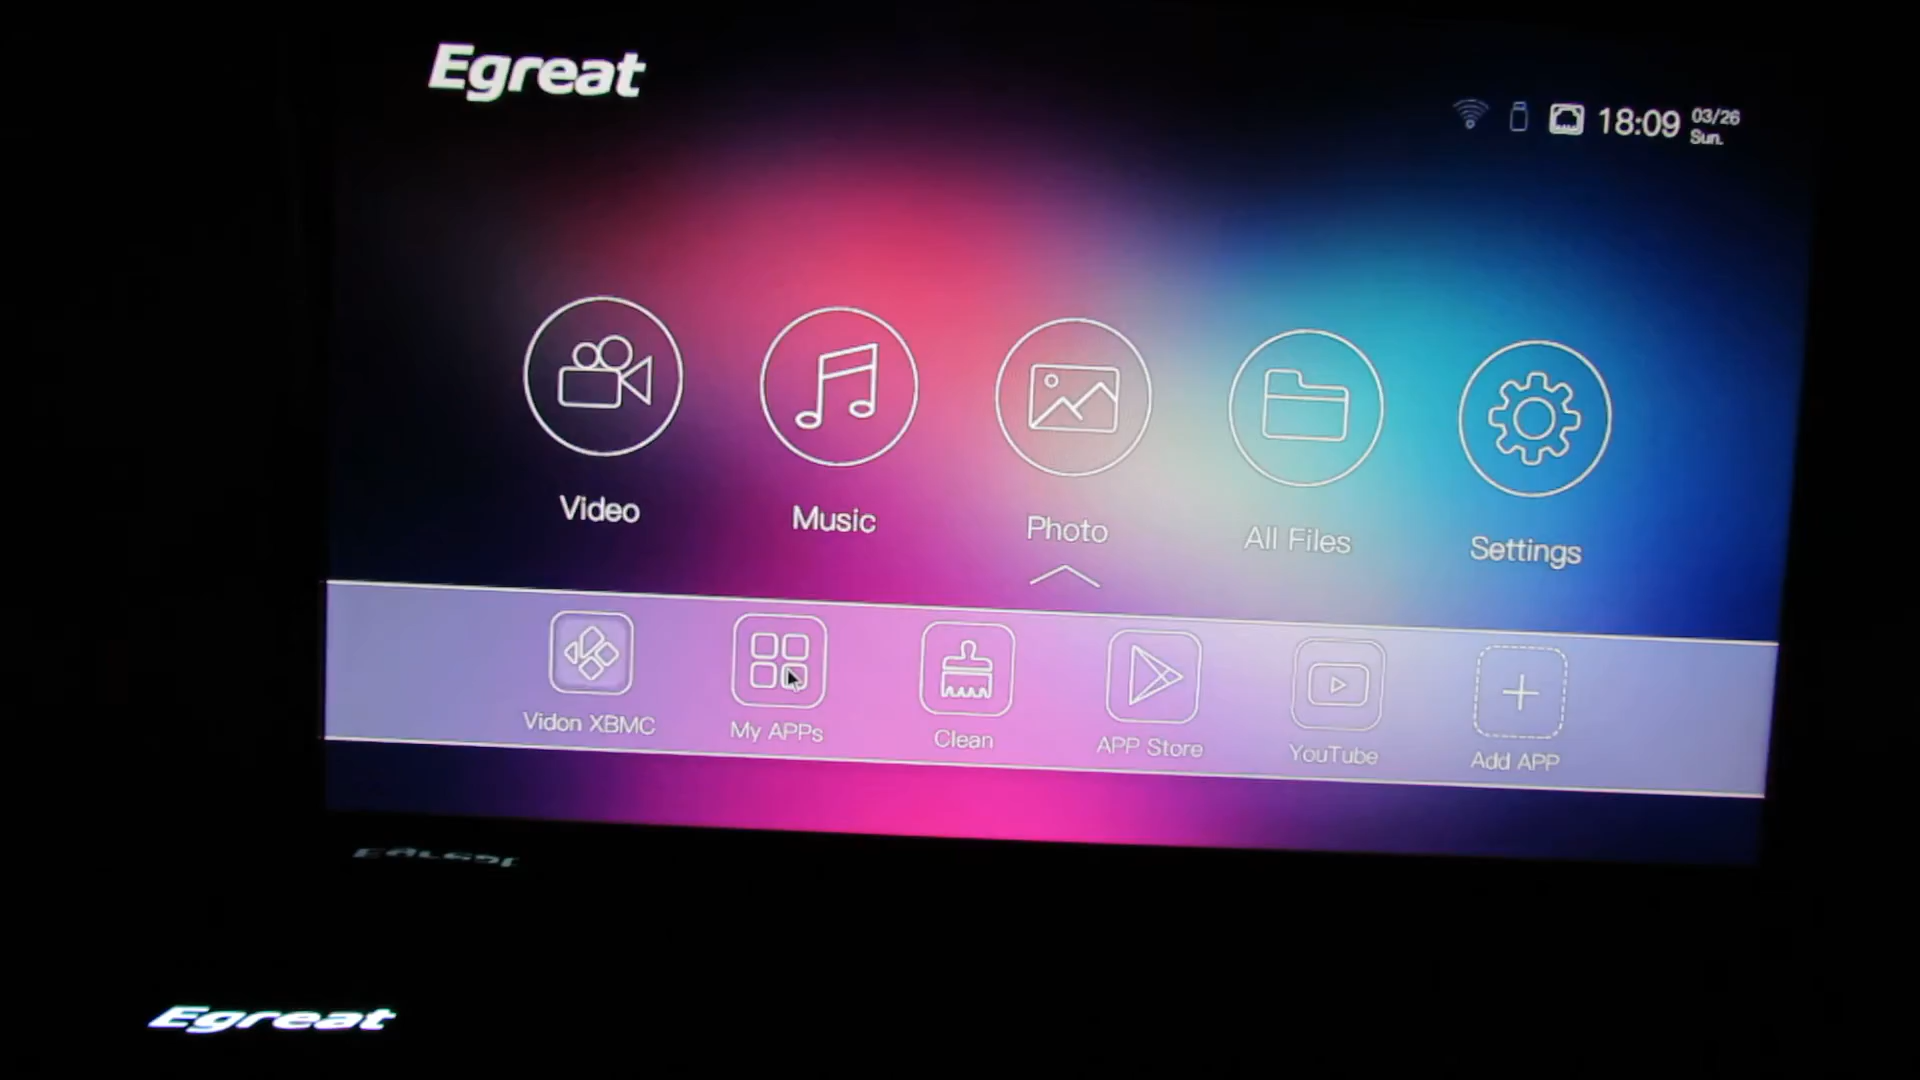 Egreat
18:09 03/26
Sun.
Video Music Photo All Files Settings
Vidon XBMC My APPs Clean APP Store YouTube Add APP
Egreat